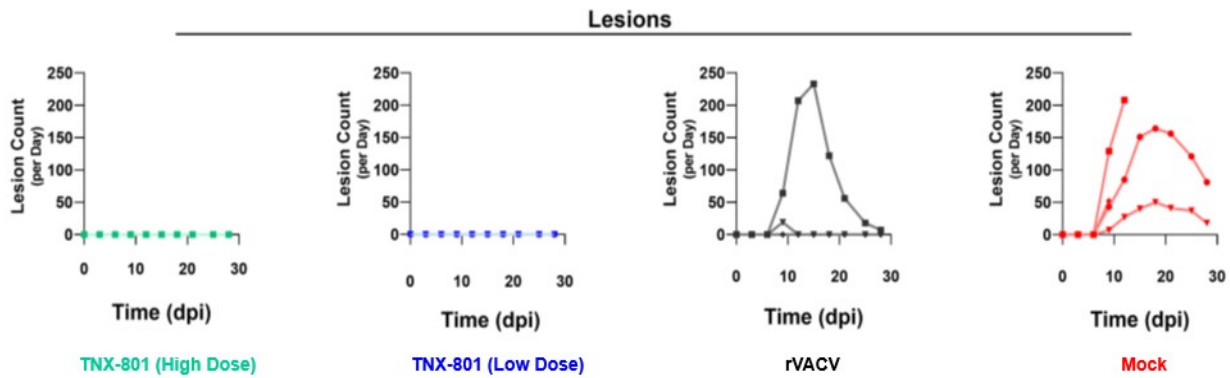 Lesions
250
200
150
100
50
0
Lesion Count
(per Day)
0 10 20 30
Time (dpi)
TNX-801 (High Dose)
250
200
150
100
50
0
Lesion Count
(per Day)
0 10 20 30
Time (dpi)
TNX-801 (Low Dose)
250
200
150
100
50
0
Lesion Count
(per Day)
0 10 20 30
Time (dpi)
rVACV
250
200
150
100
50
0
Lesion Count
(per Day)
0 10 20 30
Time (dpi)
Mock